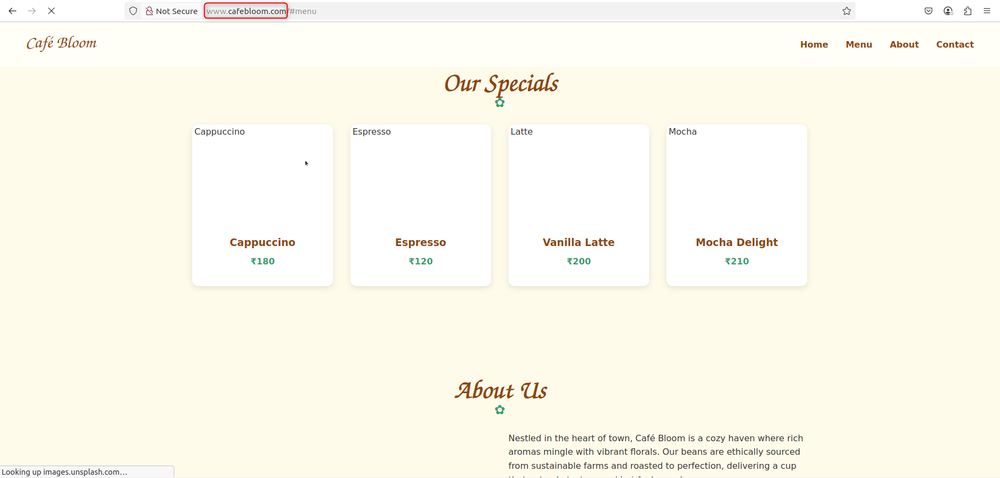 Not Secure www.cafebloom.com/#menu
Café Bloom
Home Menu About Contact
Our Specials
Cappuccino Espresso Latte Mocha
Cappuccino Espresso Vanilla Latte Mocha Delight
₹180 ₹120 ₹200 ₹210
About Us
Nestled in the heart of town, Café Bloom is a cozy haven where rich
aromas mingle with vibrant florals. Our beans are ethically sourced
from sustainable farms and roasted to perfection, delivering a cup
Looking up images.unsplash.com…